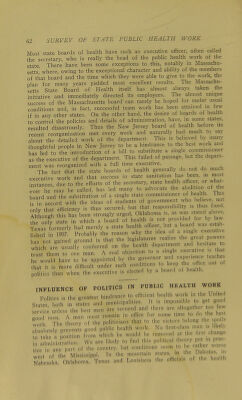 62 SURVEY OF STATE PUBLIC HEALTH WORK
Most state boards of health have such an executive officer, often called
the secretary, who is really the head of the public health work of the
state. There have been some exceptions to this, notably in Massachu-
setts, where, owing to the exceptional character and ability of the members
of that board and the time which they were able to give to the work, the
plan for many years yielded most excellent results. The Massachu-
setts State Board of Health itself has almost always taken the
initiative and immediately directed its employees. The almost unique
success of the Massachusetts board can rarely be hoped for under usual
conditions and, in fact, successful team work has been attained in few
if in any other states. On the other hand, the desire of boards of health
to control the policies and details of administration, have, in some states,
resulted disastrously. Thus the New Jersey board of health before its
recent reorganization met every week and naturally had much to say
about the detailed work of the department. This is believed by many
thoughtful people in New Jersey to be a hindrance to the best work and
has led to the introduction of a bill to substitute a single commissioner
as the executive of the department. This failed of passage, but the depart-
ment was reorganized with a full time executive.
The fact that the state boards of health generally do not do much
executive work and that success in state sanitation has been, in most
instances, due to the efforts of the secretary, state health officer, or what-
ever he may be called, has led many to advocate the abolition of the
board and the substitution of a single state commissioner of health. This
is in accord with the ideas of students of government who believe, not
only that efficiency is thus secured, but that responsibility is thus fixed.
Although this has been strongly urged, Oklahoma is, as was stated above,
the only state in which a board of health is not provided for by law.
Texas formerly had merely a state health officer, but a board was estab-
lished in 1907. Probably the reason why the idea of a single executive
has not gained ground is that the legislatures realize the great powers
which are usually conferred on the health department and hesitate to
trust them to one man. A real objection to a single executive is that
he would have to be appointed by the governor and experience teaches
that it is more difficult under such conditions to keep the office out of
politics than when the executive is elected by a board of health.
INFLUENCE OF POLITICS IN PUBLIC HEALTH WORK
Politics is the greatest hindrance to efficient health work in the United
States, both in states and municipalities. It is impossible to get good
service unless the best men are secured and there are altogether too few
good men. A man must remain in office for some time to do the best
work. The theory of the politicians that to the victors belong the spoils
absolutely prevents good public health work. No first-class man is likely
to take a position from which he would be removed at the first change
in administration. We are likely to find this political theory put in prac-
tice in any part of the country, but conditions seem to be rather worse
west of the Mississippi. In the mountain states, in the Dakotas, in
Nebraska, Oklahoma, Texas and Louisiana the officials of the health